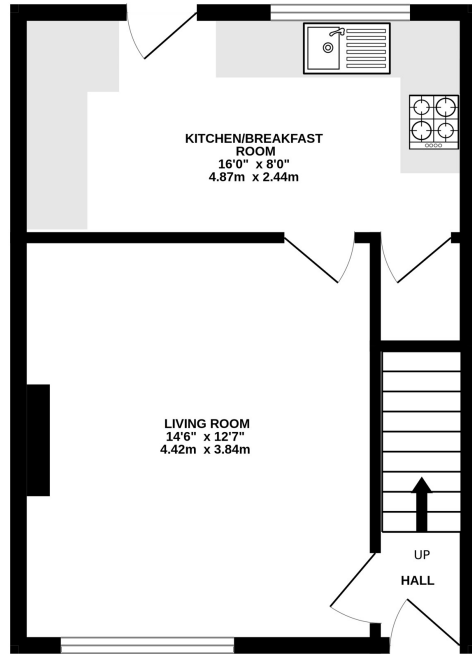 KITCHEN/BREAKFAST
ROOM
16'0" x 8'0"
4.87m x 2.44m
LIVING ROOM
14'6" x 12'7"
4.42m x 3.84m
UP
HALL